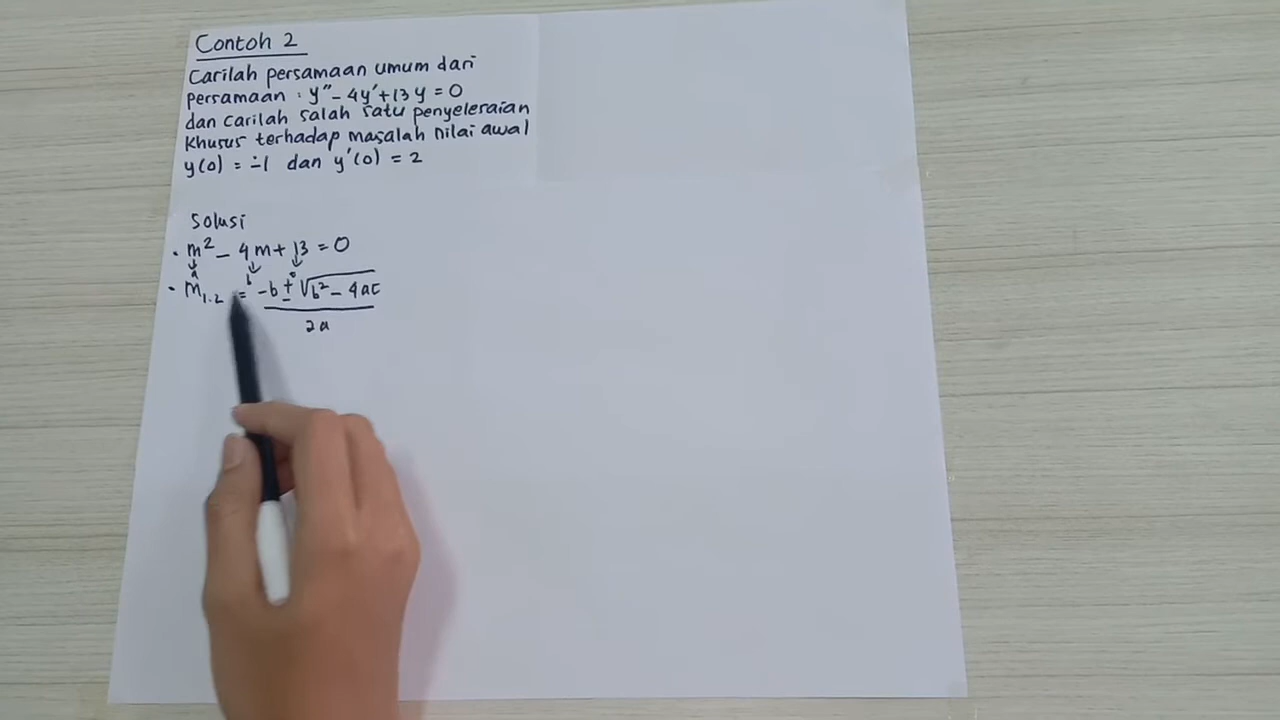 Contoh 2
Carilah persamaan umum dari
persamaan : y" - 4y' + 13 y = 0
dan carilah salah satu penyeleraian
khusus terhadap masalah nilai awal
y(0) = -1 dan y'(0) = 2
Solusi
• m² - 4m + 13 = 0
a b c
• m₁.₂ = -b ± √b² - 4ac
2a